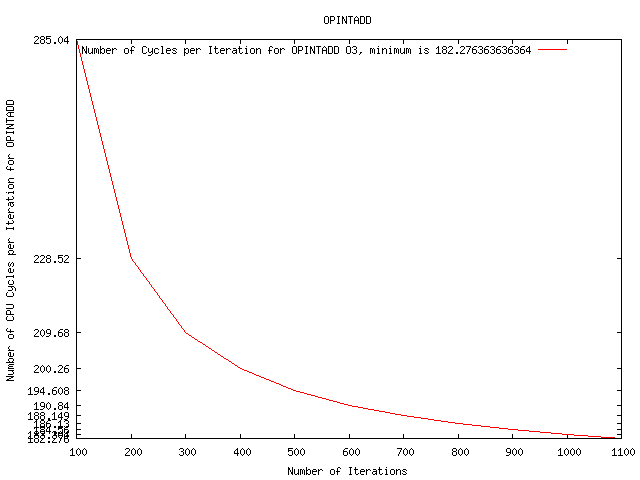 OPINTADD
Number of Cycles per Iteration for OPINTADD O3, minimum is 182.276363636364
Number of CPU Cycles per Iteration for OPINTADD
285.04
228.52
209.68
200.26
194.608
190.84
188.149
186.13
182.276
100 200 300 400 500 600 700 800 900 1000 1100
Number of Iterations